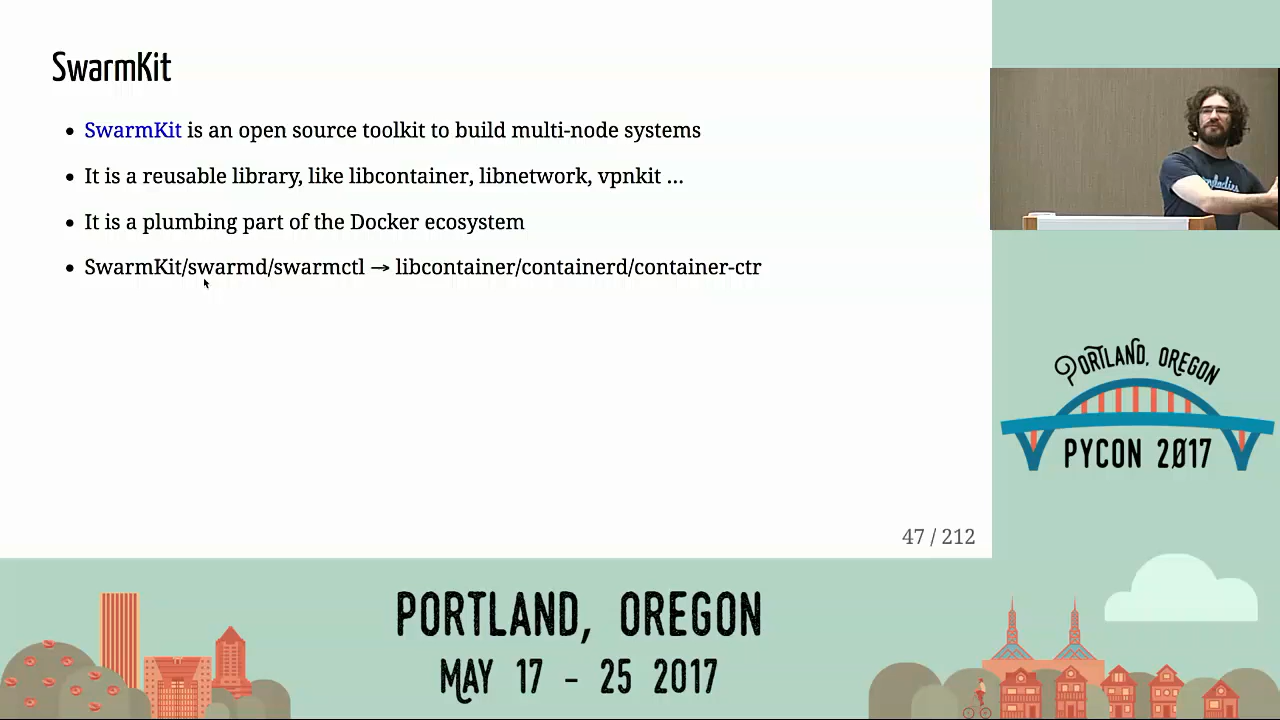 SwarmKit
• SwarmKit is an open source toolkit to build multi-node systems
• It is a reusable library, like libcontainer, libnetwork, vpnkit ...
• It is a plumbing part of the Docker ecosystem
• SwarmKit/swarmd/swarmctl → libcontainer/containerd/container-ctr
47 / 212
PORTLAND, OREGON
PYCON 2017
PORTLAND, OREGON
MAY 17 - 25 2017